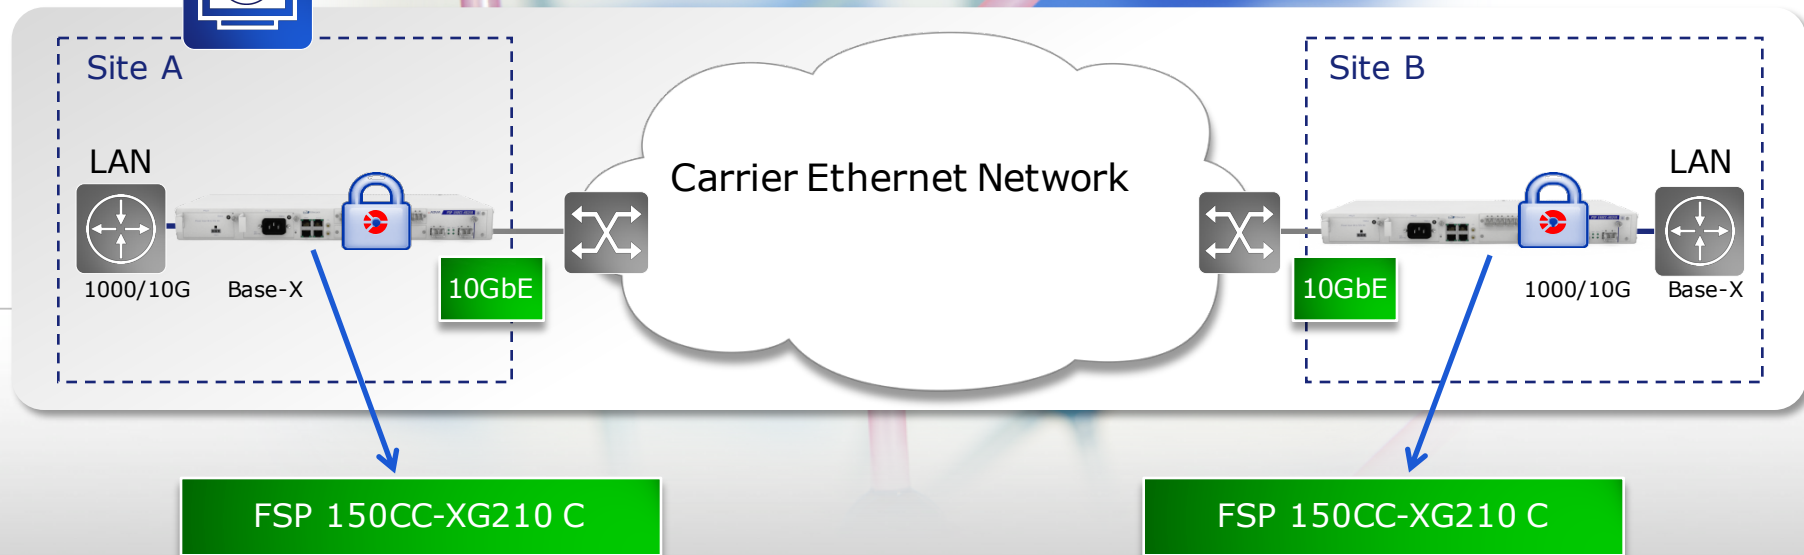 Site A
Site B
LAN
LAN
Carrier Ethernet Network
1000/10G Base-X
10GbE
10GbE
1000/10G Base-X
FSP 150CC-XG210 C
FSP 150CC-XG210 C